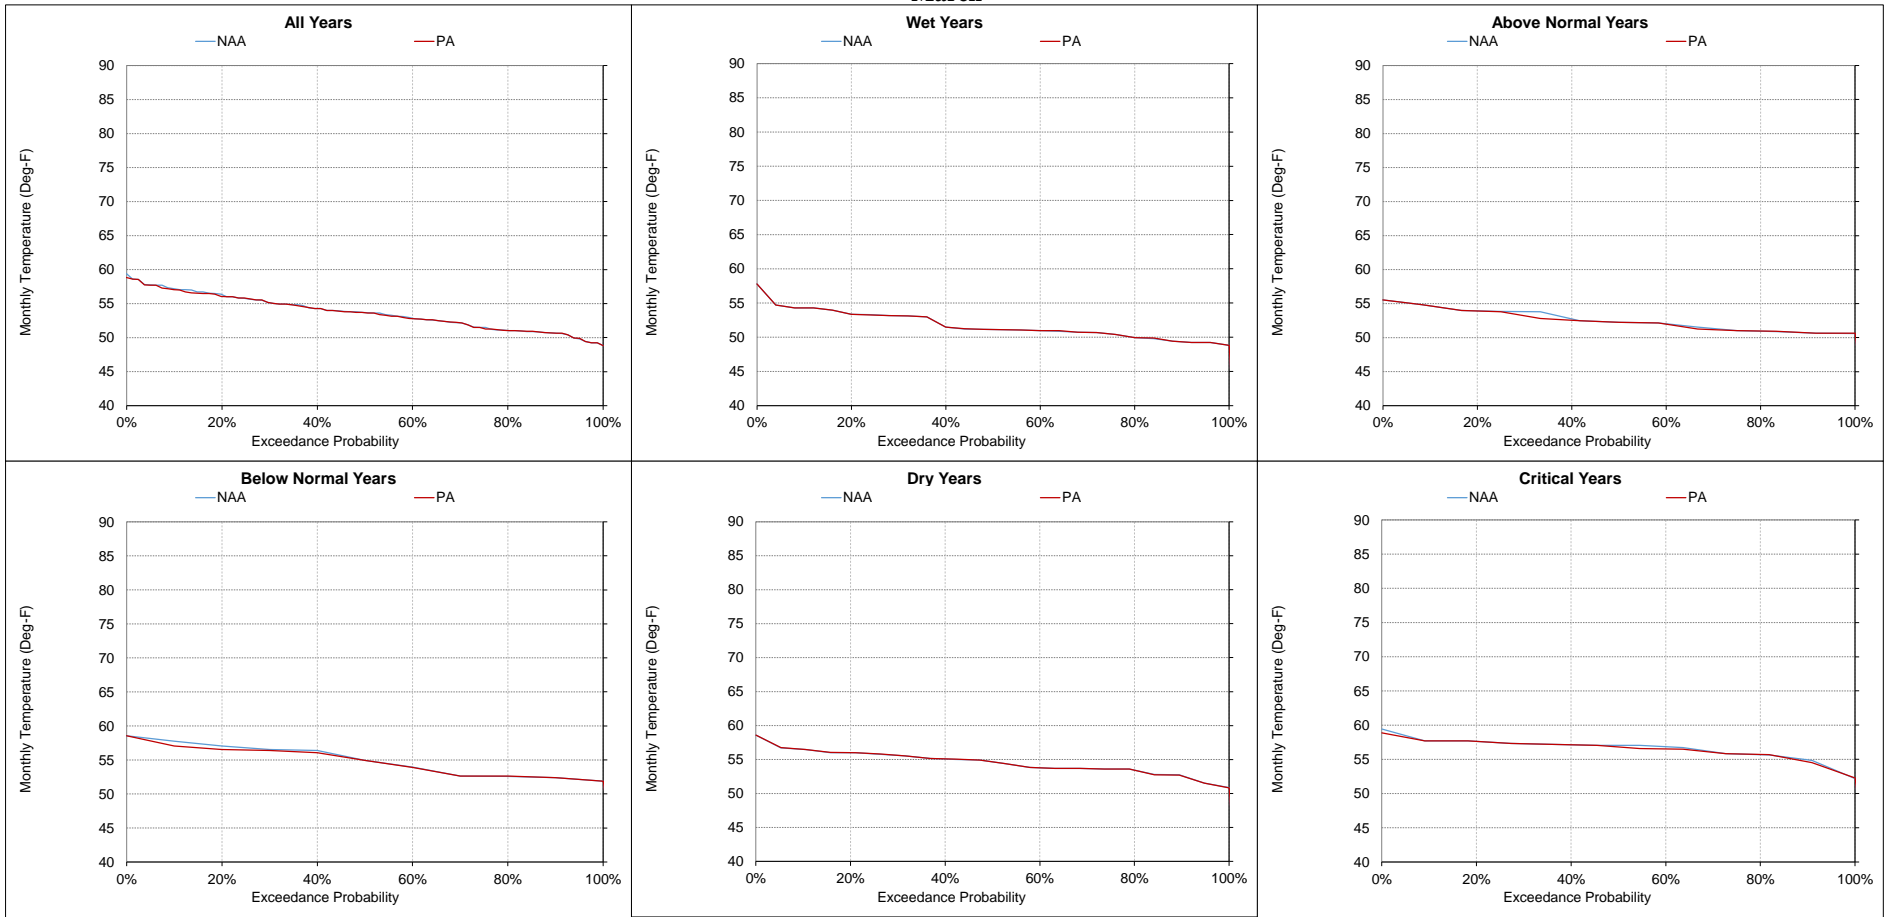 All Years
NAA PA
90
85
80
75
70
65
60
55
50
45
40
Monthly Temperature (Deg-F)
0% 20% 40% 60% 80% 100%
Exceedance Probability
Wet Years
NAA PA
90
85
80
75
70
65
60
55
50
45
40
Monthly Temperature (Deg-F)
0% 20% 40% 60% 80% 100%
Exceedance Probability
Above Normal Years
NAA PA
90
85
80
75
70
65
60
55
50
45
40
Monthly Temperature (Deg-F)
0% 20% 40% 60% 80% 100%
Exceedance Probability
Below Normal Years
NAA PA
90
85
80
75
70
65
60
55
50
45
40
Monthly Temperature (Deg-F)
0% 20% 40% 60% 80% 100%
Exceedance Probability
Dry Years
NAA PA
90
85
80
75
70
65
60
55
50
45
40
Monthly Temperature (Deg-F)
0% 20% 40% 60% 80% 100%
Exceedance Probability
Critical Years
NAA PA
90
85
80
75
70
65
60
55
50
45
40
Monthly Temperature (Deg-F)
0% 20% 40% 60% 80% 100%
Exceedance Probability